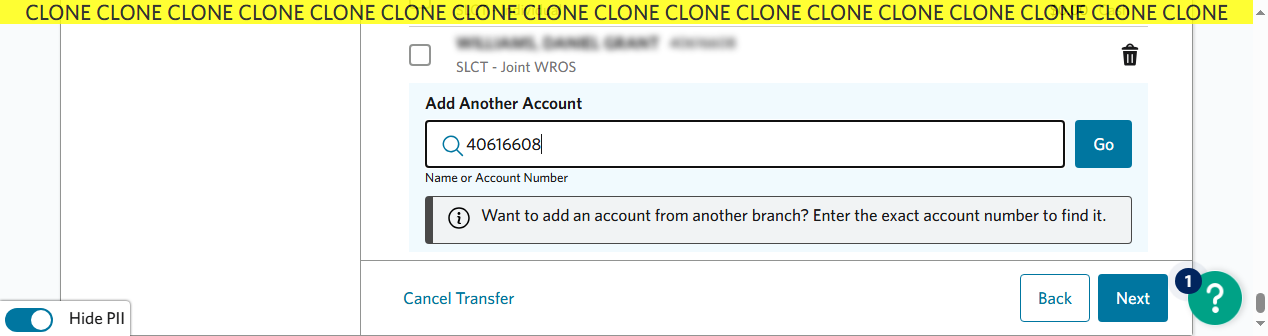 CLONE CLONE CLONE CLONE CLONE CLONE CLONE CLONE CLONE CLONE CLONE CLONE CLONE CLONE CLONE CLONE CLONE
SLCT - Joint WROS
Add Another Account
40616608
Go
Name or Account Number
Want to add an account from another branch? Enter the exact account number to find it.
Cancel Transfer
Back
Next
1
?
Hide PII